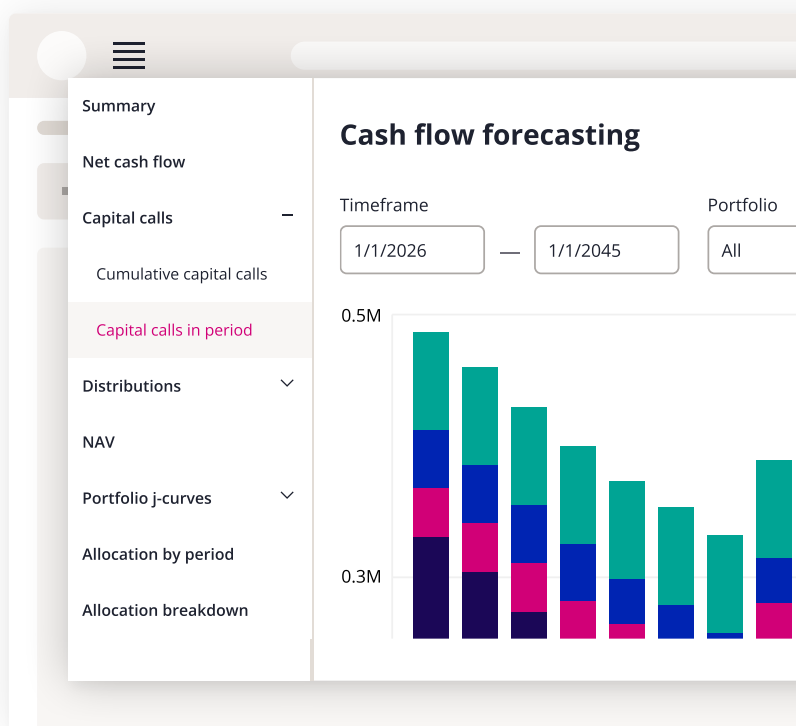 Summary
Net cash flow
Capital calls
Cumulative capital calls
Capital calls in period
Distributions
NAV
Portfolio j-curves
Allocation by period
Allocation breakdown
Cash flow forecasting
Timeframe
Portfolio
1/1/2026 — 1/1/2045
All
0.5M
0.3M